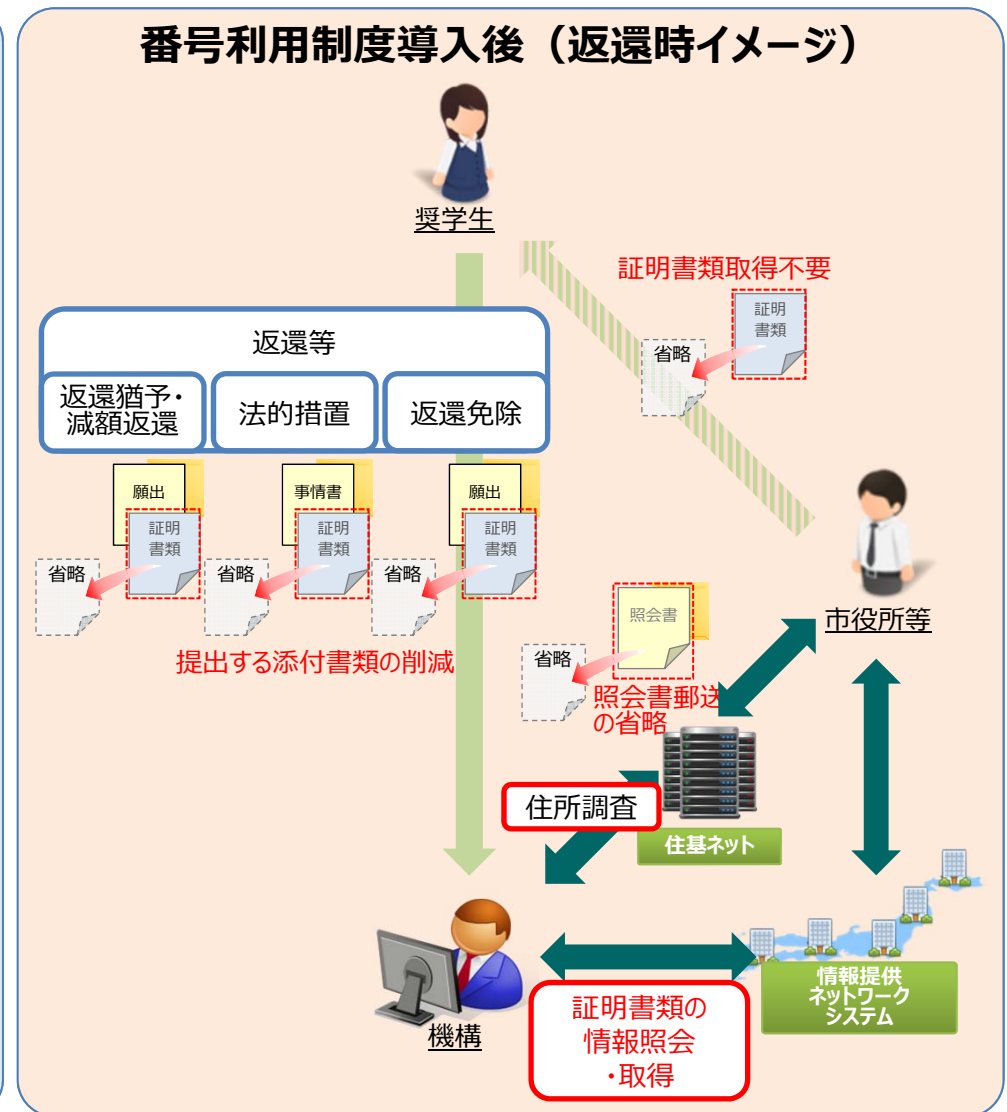 番号利用制度導入後（返還時イメージ）
奨学生
証明書類取得不要
証明
書類
省略
返還等
返還猶予・
減額返還
法的措置
返還免除
願出
証明
書類
省略
事情書
証明
書類
省略
願出
証明
書類
省略
提出する添付書類の削減
市役所等
照会書
省略
照会書郵送
の省略
住所調査
住基ネット
機構
証明書類の
情報照会
・取得
情報提供
ネットワーク
システム